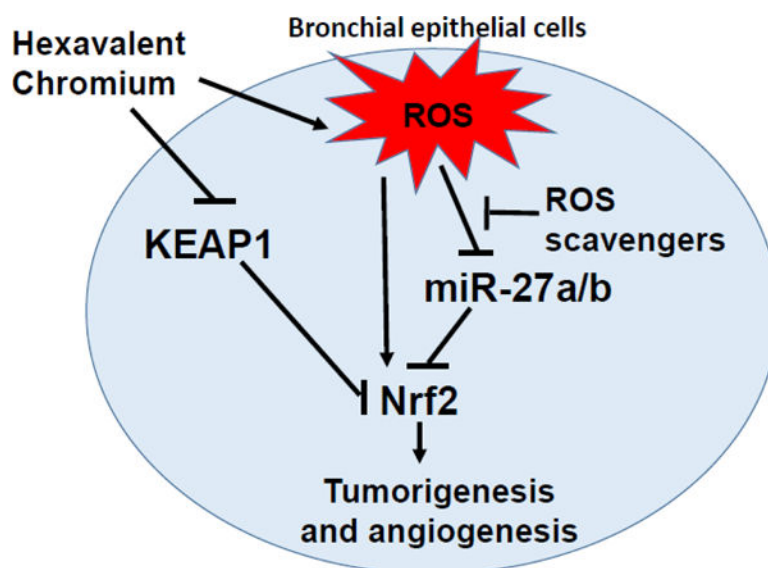 Bronchial epithelial cells
Hexavalent
Chromium
ROS
ROS
scavengers
KEAP1
miR-27a/b
Nrf2
Tumorigenesis
and angiogenesis